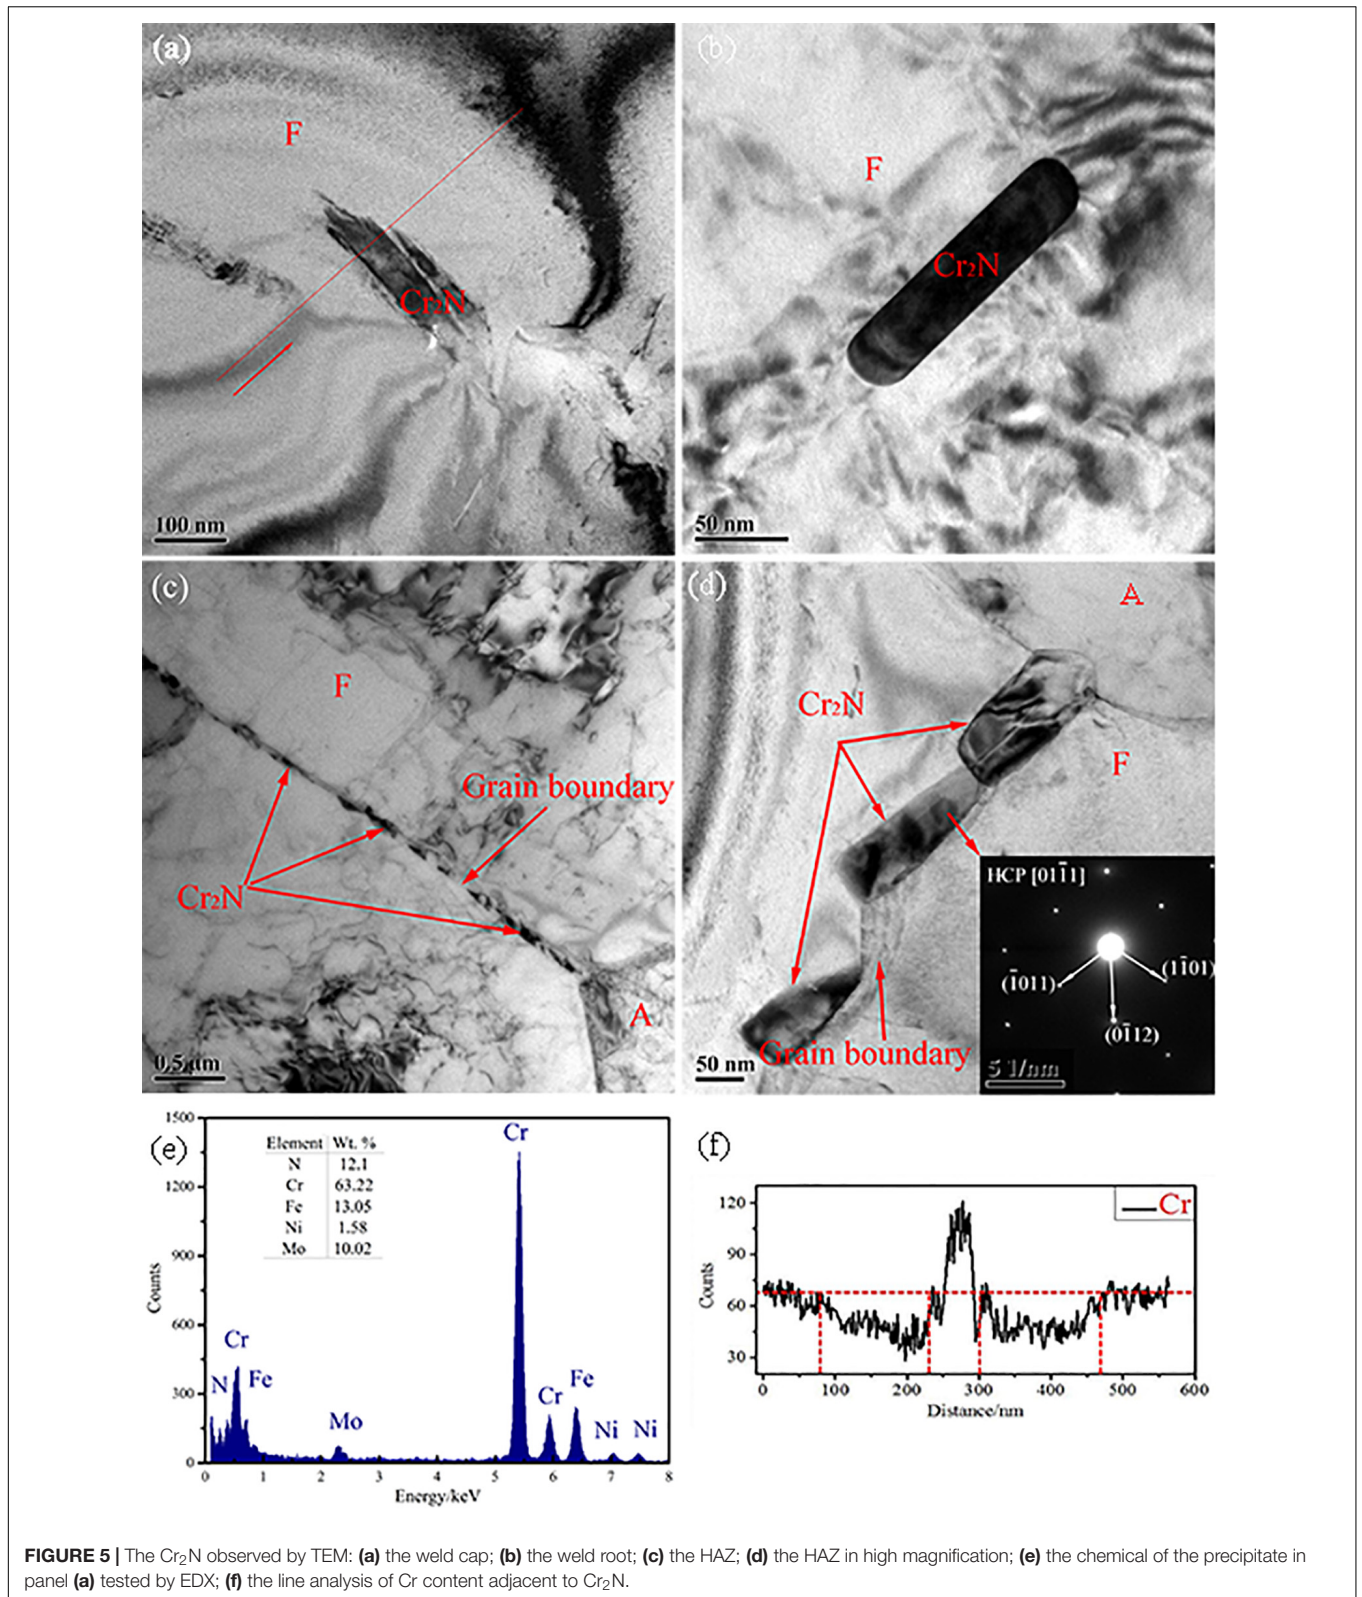 (a)
F
Cr₂N
100 nm
(b)
F
Cr₂N
50 nm
(c)
F
Grain boundary
Cr₂N
A
0.5 μm
(d)
A
Cr₂N
F
HCP [011̄1]
(1̄011)
(11̄01)
(01̄12)
Grain boundary
50 nm
5 1/nm
(e)
1500
1200
900
600
300
0
Counts
Element Wt. %
N 12.1
Cr 63.22
Fe 13.05
Ni 1.58
Mo 10.02
Cr
Cr
N
Fe
Mo
Cr
Fe
Ni
Ni
0 1 2 3 4 5 6 7 8
Energy/keV
(f)
120
90
60
30
Counts
Cr
0 100 200 300 400 500 600
Distance/nm
FIGURE 5 | The Cr₂N observed by TEM: (a) the weld cap; (b) the weld root; (c) the HAZ; (d) the HAZ in high magnification; (e) the chemical of the precipitate in
panel (a) tested by EDX; (f) the line analysis of Cr content adjacent to Cr₂N.